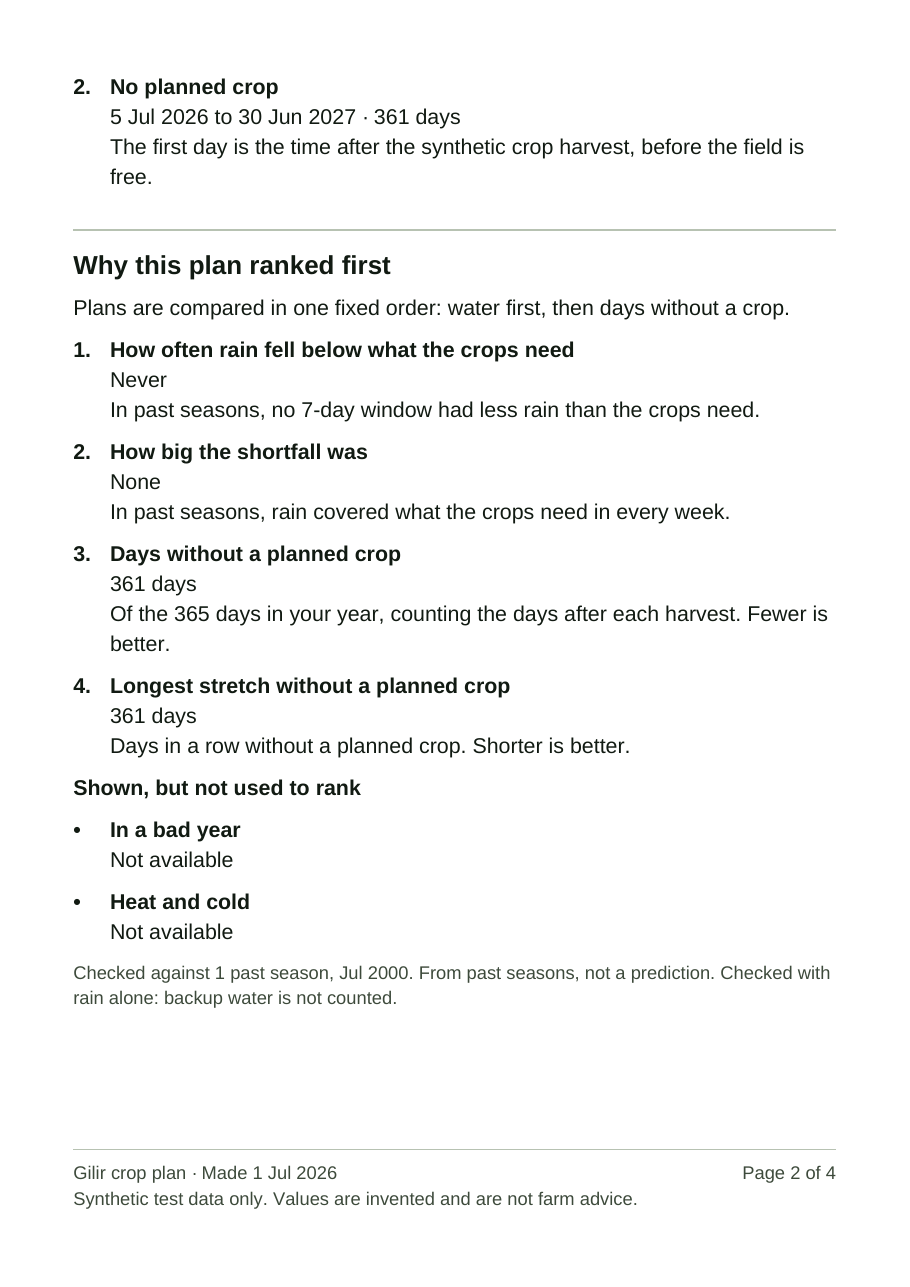 2. No planned crop
5 Jul 2026 to 30 Jun 2027 · 361 days
The first day is the time after the synthetic crop harvest, before the field is
free.
Why this plan ranked first
Plans are compared in one fixed order: water first, then days without a crop.
1. How often rain fell below what the crops need
Never
In past seasons, no 7-day window had less rain than the crops need.
2. How big the shortfall was
None
In past seasons, rain covered what the crops need in every week.
3. Days without a planned crop
361 days
Of the 365 days in your year, counting the days after each harvest. Fewer is
better.
4. Longest stretch without a planned crop
361 days
Days in a row without a planned crop. Shorter is better.
Shown, but not used to rank
• In a bad year
Not available
• Heat and cold
Not available
Checked against 1 past season, Jul 2000. From past seasons, not a prediction. Checked with
rain alone: backup water is not counted.
Gilir crop plan · Made 1 Jul 2026 Page 2 of 4
Synthetic test data only. Values are invented and are not farm advice.